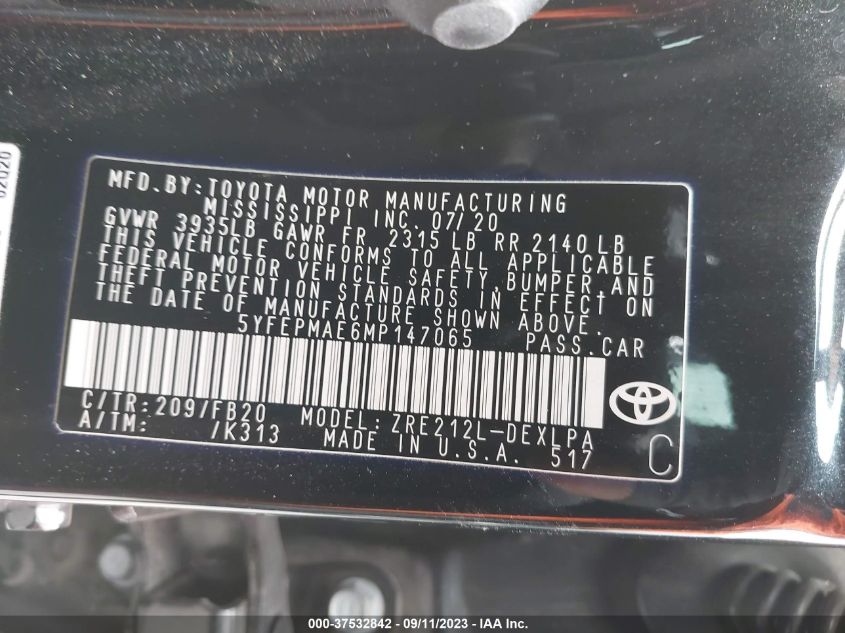 02020
MFD.BY:TOYOTA MOTOR MANUFACTURING
MISSISSIPPI INC. 07/20
GVWR 3935LB GAWR FR 2315 LB RR 2140 LB
THIS VEHICLE CONFORMS TO ALL APPLICABLE
FEDERAL MOTOR VEHICLE SAFETY,BUMPER,AND
THEFT PREVENTION STANDARDS IN EFFECT ON
THE DATE OF MANUFACTURE SHOWN ABOVE.
5YFEPMAE6MP147065 PASS.CAR
C/TR:209/FB20 MODEL:ZRE212L-DEXLPA
A/TM: /K313 MADE IN U.S.A. 517
C
000-37532842 - 09/11/2023 - IAA Inc.